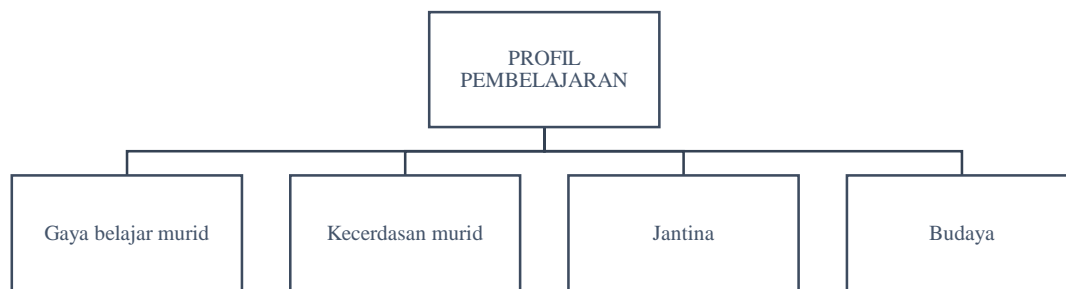 PROFIL
PEMBELAJARAN
Gaya belajar murid
Kecerdasan murid
Jantina
Budaya